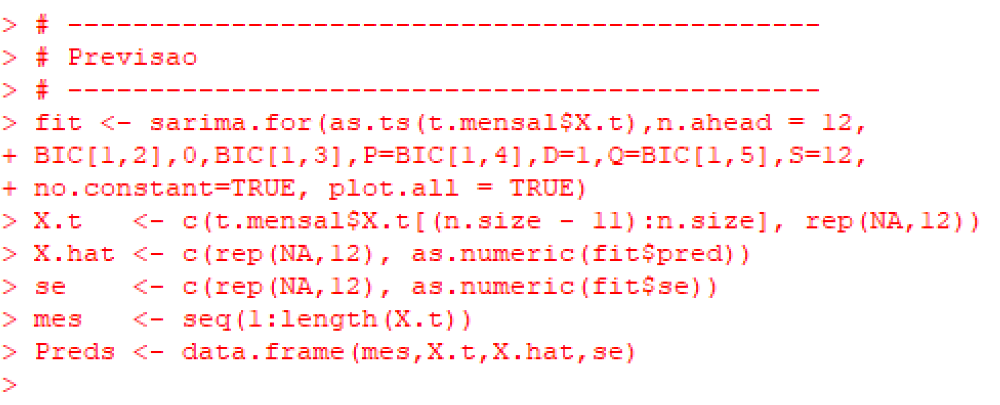 > # ----------------------------------------------
> # Previsao
> # ----------------------------------------------
> fit <- sarima.for(as.ts(t.mensal$X.t),n.ahead = 12,
+ BIC[1,2],0,BIC[1,3],P=BIC[1,4],D=1,Q=BIC[1,5],S=12,
+ no.constant=TRUE, plot.all = TRUE)
> X.t   <- c(t.mensal$X.t[(n.size - 11):n.size], rep(NA,12))
> X.hat <- c(rep(NA,12), as.numeric(fit$pred))
> se    <- c(rep(NA,12), as.numeric(fit$se))
> mes   <- seq(1:length(X.t))
> Preds <- data.frame(mes,X.t,X.hat,se)
>